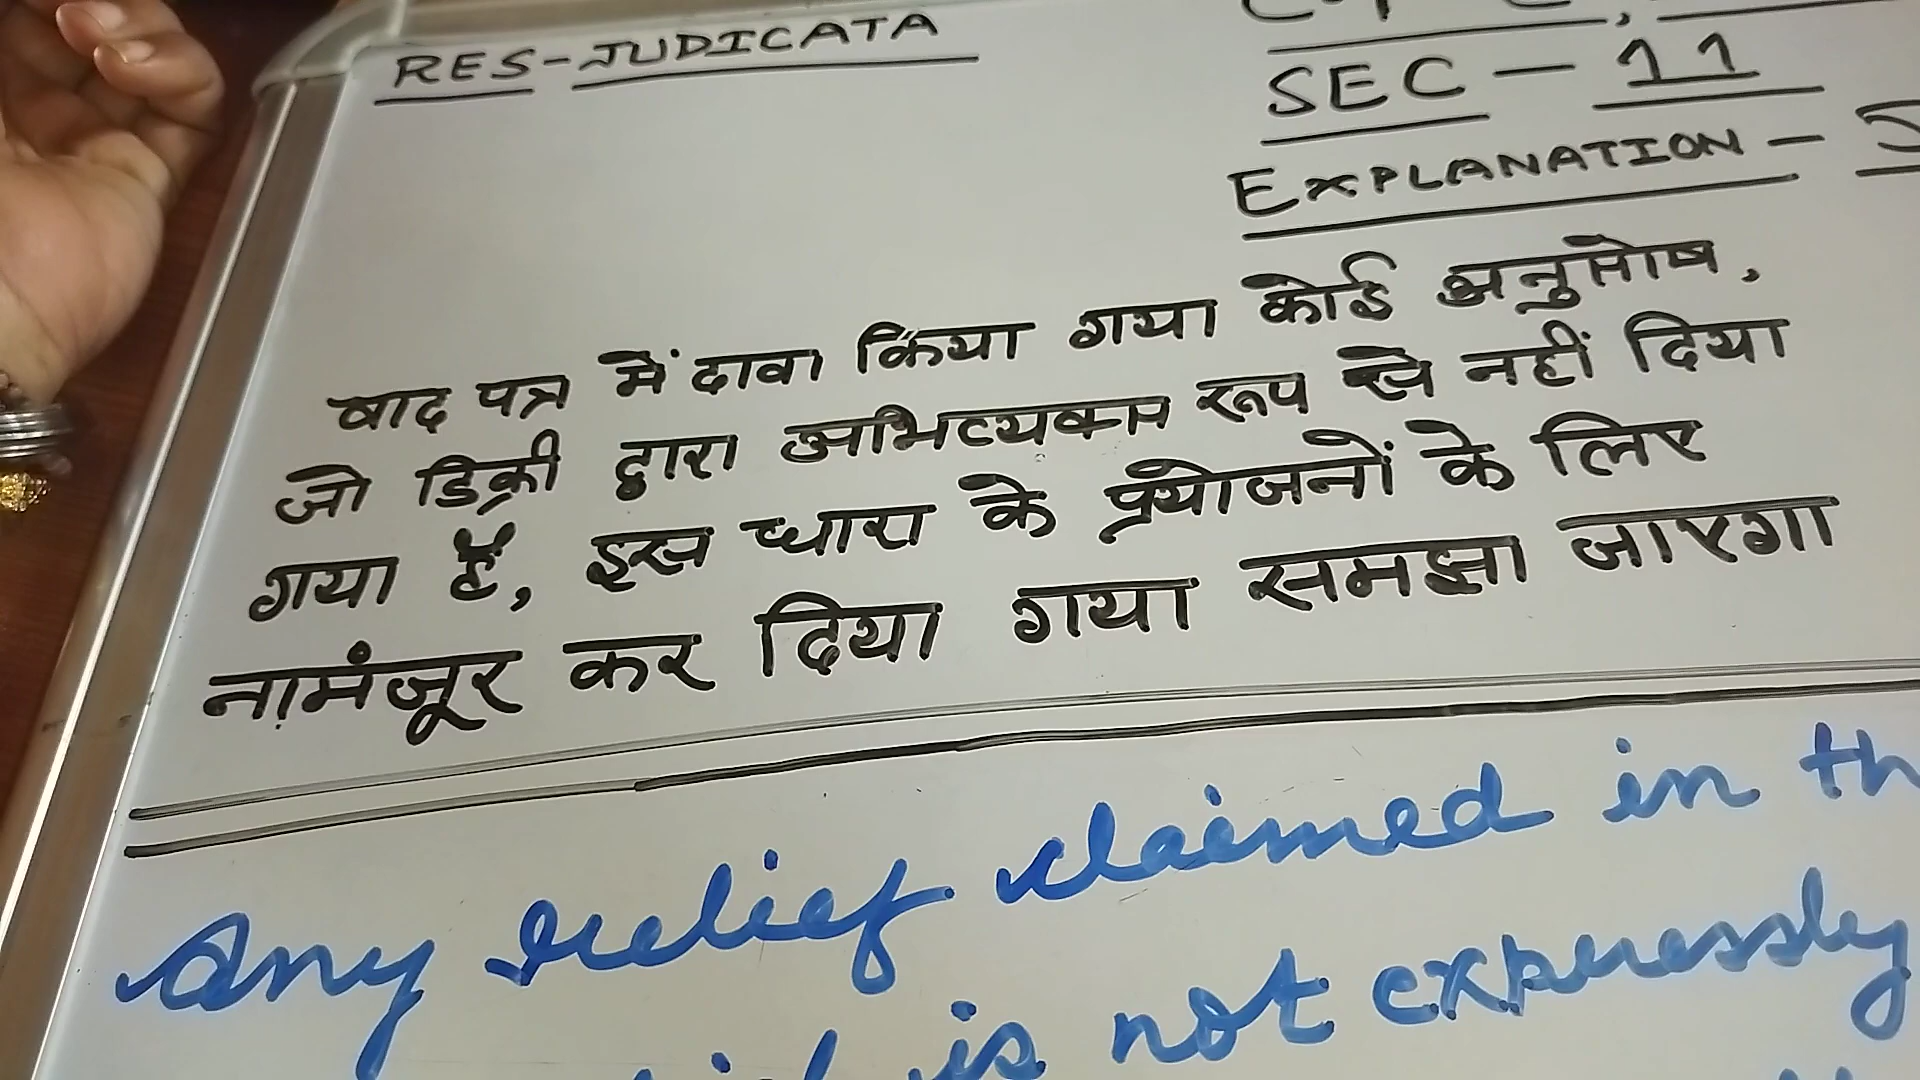 RES-JUDICATA
SEC - 11
EXPLANATION -
वाद पत्र में दावा किया गया कोई अनुतोष,
जो डिक्री द्वारा अभिव्यक्त रूप से नहीं दिया
गया है, इस धारा के प्रयोजनों के लिए
नामंजूर कर दिया गया समझा जाएगा
Any relief claimed in
is not expressly